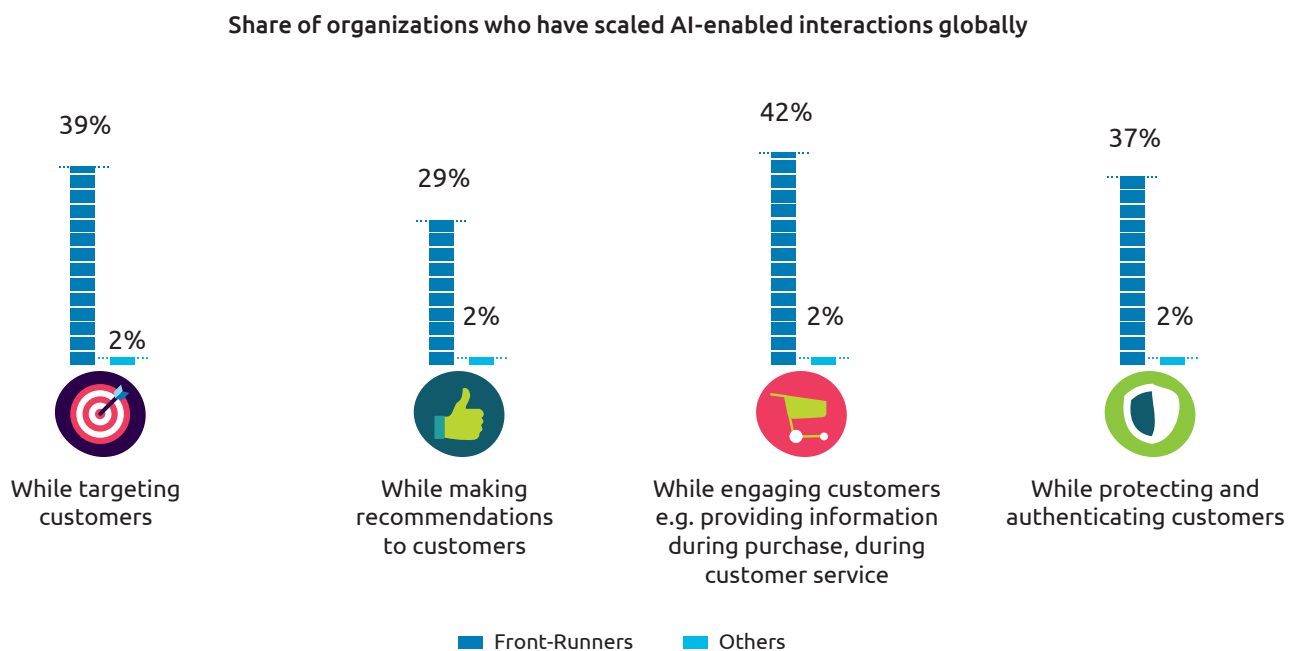 Share of organizations who have scaled AI-enabled interactions globally
39%
2%
While targeting
customers
29%
2%
While making
recommendations
to customers
42%
2%
While engaging customers
e.g. providing information
during purchase, during
customer service
37%
2%
While protecting and
authenticating customers
Front-Runners
Others